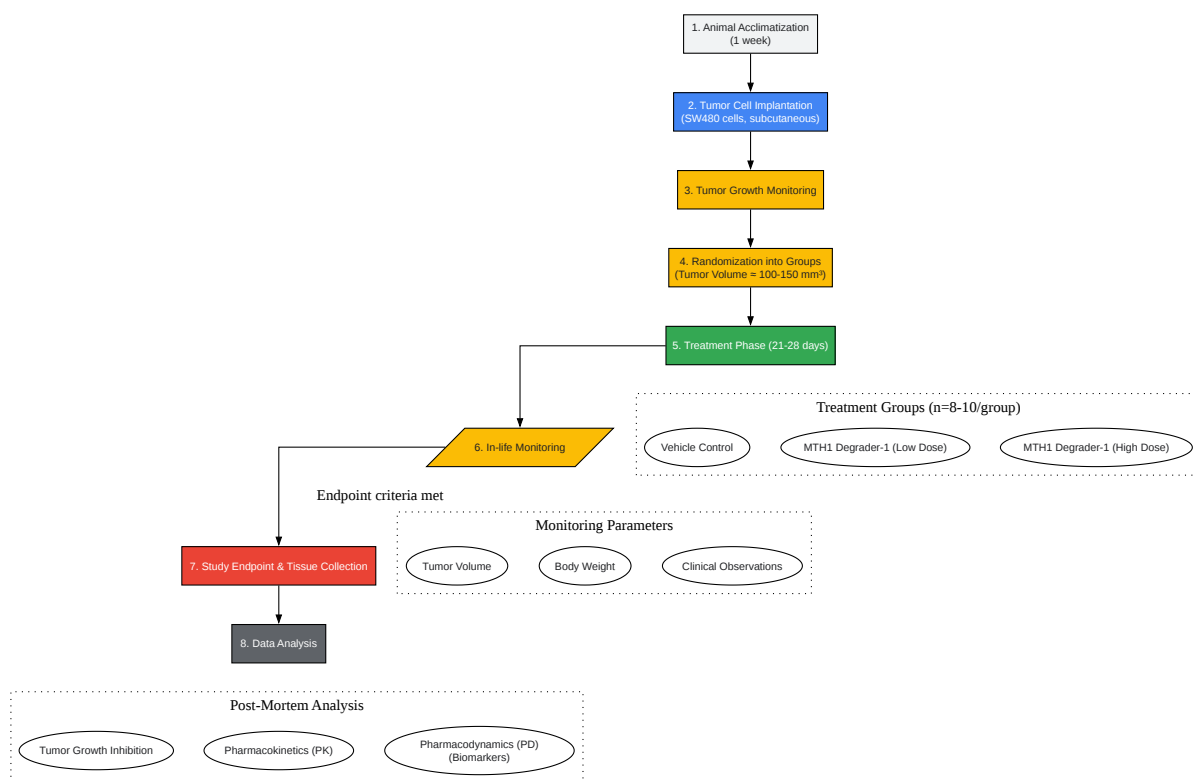 1. Animal Acclimatization
(1 week)
2. Tumor Cell Implantation
(SW480 cells, subcutaneous)
3. Tumor Growth Monitoring
4. Randomization into Groups
(Tumor Volume ≈ 100-150 mm³)
5. Treatment Phase (21-28 days)
Treatment Groups (n=8-10/group)
Vehicle Control
MTH1 Degrader-1 (Low Dose)
MTH1 Degrader-1 (High Dose)
6. In-life Monitoring
Endpoint criteria met
Monitoring Parameters
Tumor Volume
Body Weight
Clinical Observations
7. Study Endpoint & Tissue Collection
8. Data Analysis
Post-Mortem Analysis
Tumor Growth Inhibition
Pharmacokinetics (PK)
Pharmacodynamics (PD)
(Biomarkers)